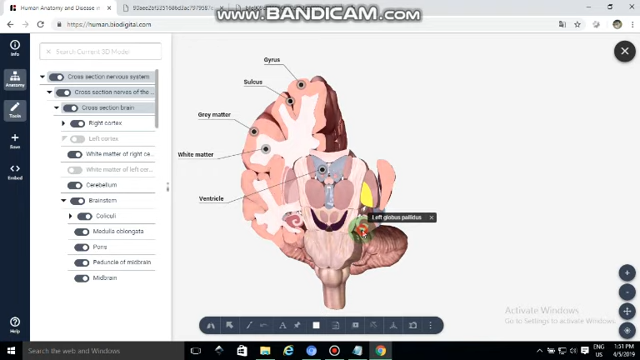 www.BANDICAM.com
Human Anatomy and Disease in
https://human.biodigital.com
Search Current 3D Model
Info
Anatomy
Tools
Save
Embed
Help
Cross section nervous system
Cross section nerves of the ...
Cross section brain
Right cortex
Left cortex
White matter of right ce...
White matter of left ce...
Cerebellum
Brainstem
Coliculi
Medulla oblongata
Pons
Peduncle of midbrain
Midbrain
Gyrus
Sulcus
Grey matter
White matter
Ventricle
Left globus pallidus
Activate Windows
Go to Settings to activate Windows.
Search the web and Windows
ENG
1:51 PM
4/5/2019